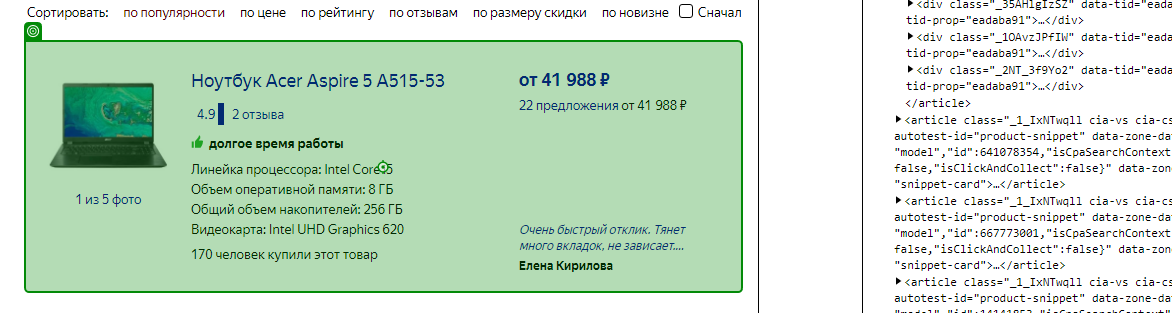 Сортировать: по популярности по цене по рейтингу по отзывам по размеру скидки по новизне Сначал
Ноутбук Acer Aspire 5 A515-53
4.9 2 отзыва
долгое время работы
Линейка процессора: Intel Core i5
Объем оперативной памяти: 8 ГБ
Общий объем накопителей: 256 ГБ
Видеокарта: Intel UHD Graphics 620
170 человек купили этот товар
1 из 5 фото
от 41 988 ₽
22 предложения от 41 988 ₽
Очень быстрый отклик. Тянет
много вкладок, не зависает....
Елена Кирилова
<div class="_35AHlgIzSZ" data-tid="eada
tid-prop="eadaba91">…</div>
<div class="_1OAvzJPfIW" data-tid="eada
tid-prop="eadaba91">…</div>
<div class="_2NT_3f9Yo2" data-tid="eada
tid-prop="eadaba91">…</div>
</article>
<article class="_1_IxNTwqll cia-vs cia-cs
autotest-id="product-snippet" data-zone-da
"model","id":641078354,"isCpaSearchContext
false,"isClickAndCollect":false}" data-zon
"snippet-card">…</article>
<article class="_1_IxNTwqll cia-vs cia-cs
autotest-id="product-snippet" data-zone-da
"model","id":667773001,"isCpaSearchContext
false,"isClickAndCollect":false}" data-zon
"snippet-card">…</article>
<article class="_1_IxNTwqll cia-vs cia-cs
autotest-id="product-snippet" data-zone-da